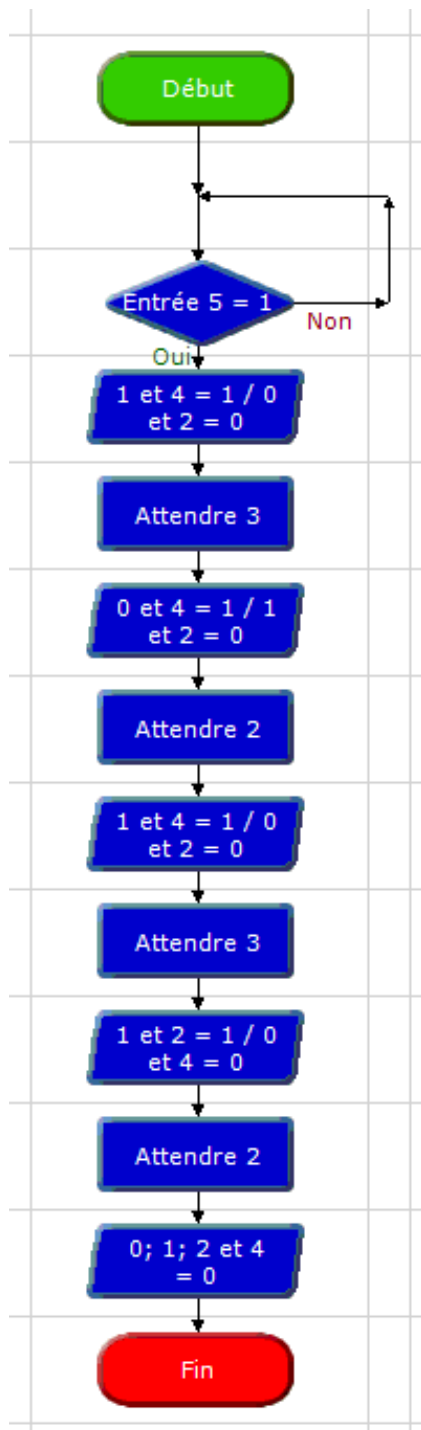 Début
Entrée 5 = 1
Non
Oui
1 et 4 = 1 / 0
et 2 = 0
Attendre 3
0 et 4 = 1 / 1
et 2 = 0
Attendre 2
1 et 4 = 1 / 0
et 2 = 0
Attendre 3
1 et 2 = 1 / 0
et 4 = 0
Attendre 2
0; 1; 2 et 4
= 0
Fin